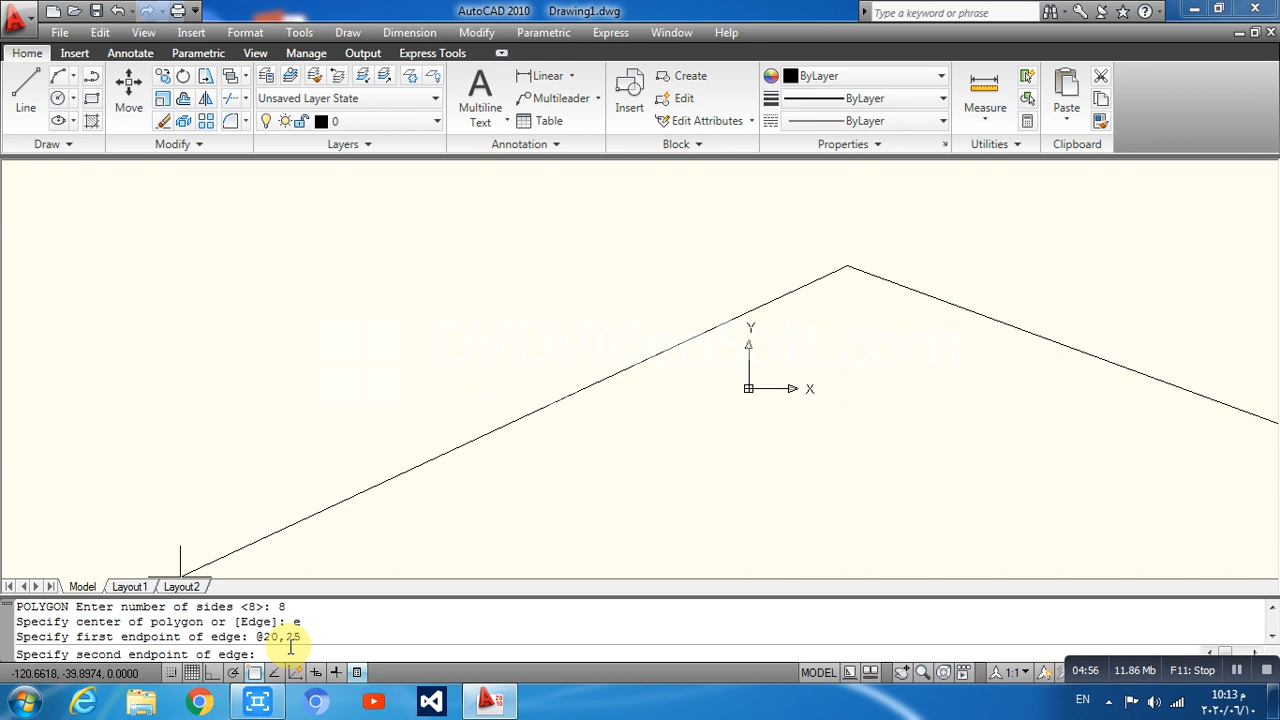 AutoCAD 2010 Drawing1.dwg
Type a keyword or phrase
File Edit View Insert Format Tools Draw Dimension Modify Parametric Express Window Help
Home Insert Annotate Parametric View Manage Output Express Tools
Line
Move
Unsaved Layer State
0
Multiline
Text
Linear
Multileader
Table
Insert
Create
Edit
Edit Attributes
ByLayer
ByLayer
ByLayer
Measure
Paste
Draw Modify Layers Annotation Block Properties Utilities Clipboard
Y
X
DVDVideoSoft.com
Model Layout1 Layout2
POLYGON Enter number of sides <8>: 8
Specify center of polygon or [Edge]: e
Specify first endpoint of edge: @20,25
Specify second endpoint of edge:
-120.6618, -39.8974, 0.0000
MODEL
1:1
04:56 11.86 MB F11: Stop
EN
10:13 م
٢٠٢٠/٠٦/١٠